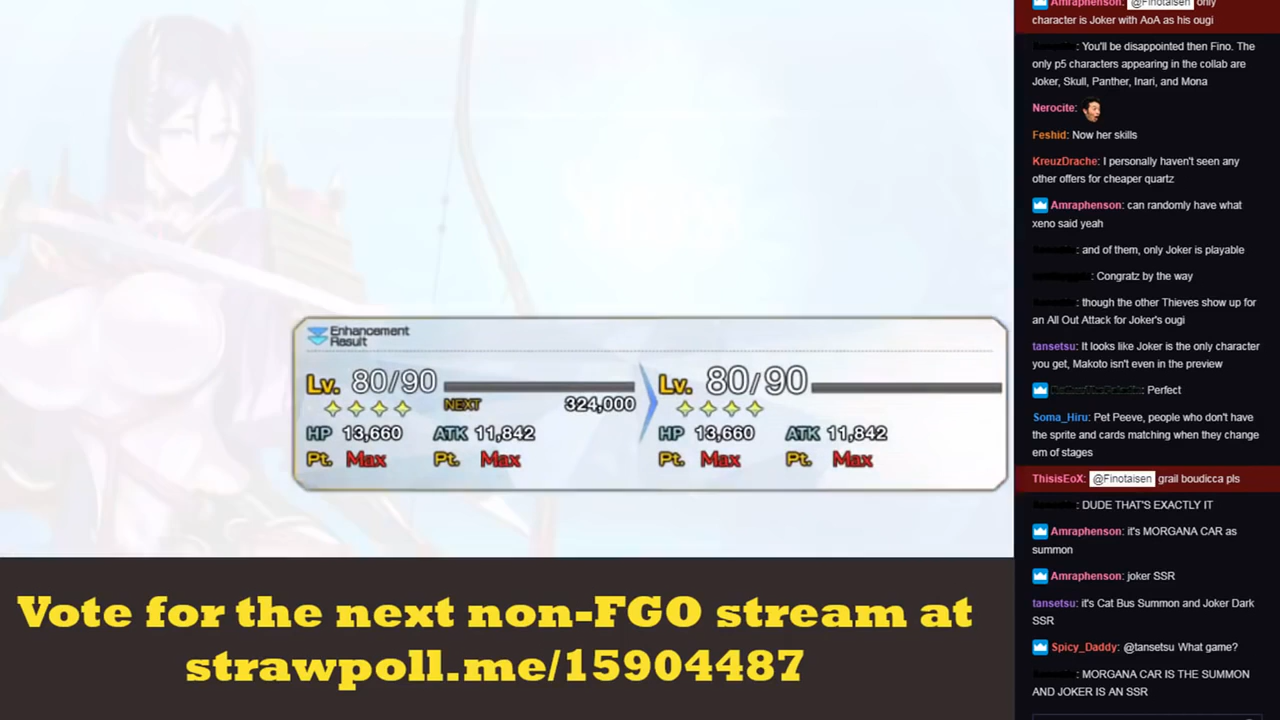 Enhancement
Result
Lv. 80/90
NEXT 324,000
HP 13,660 ATK 11,842
Pt. Max Pt. Max
Lv. 80/90
HP 13,660 ATK 11,842
Pt. Max Pt. Max
Vote for the next non-FGO stream at
strawpoll.me/15904487
Amraphenson: @Finotaisen only
character is Joker with AoA as his ougi
: You'll be disappointed then Fino. The
only p5 characters appearing in the collab are
Joker, Skull, Panther, Inari, and Mona
Nerocite:
Feshid: Now her skills
KreuzDrache: I personally haven't seen any
other offers for cheaper quartz
Amraphenson: can randomly have what
xeno said yeah
: and of them, only Joker is playable
: Congratz by the way
: though the other Thieves show up for
an All Out Attack for Joker's ougi
tansetsu: It looks like Joker is the only character
you get, Makoto isn't even in the preview
: Perfect
Soma_Hiru: Pet Peeve, people who don't have
the sprite and cards matching when they change
em of stages
ThisisEoX: @Finotaisen grail boudicca pls
: DUDE THAT'S EXACTLY IT
Amraphenson: it's MORGANA CAR as
summon
Amraphenson: joker SSR
tansetsu: it's Cat Bus Summon and Joker Dark
SSR
Spicy_Daddy: @tansetsu What game?
: MORGANA CAR IS THE SUMMON
AND JOKER IS AN SSR